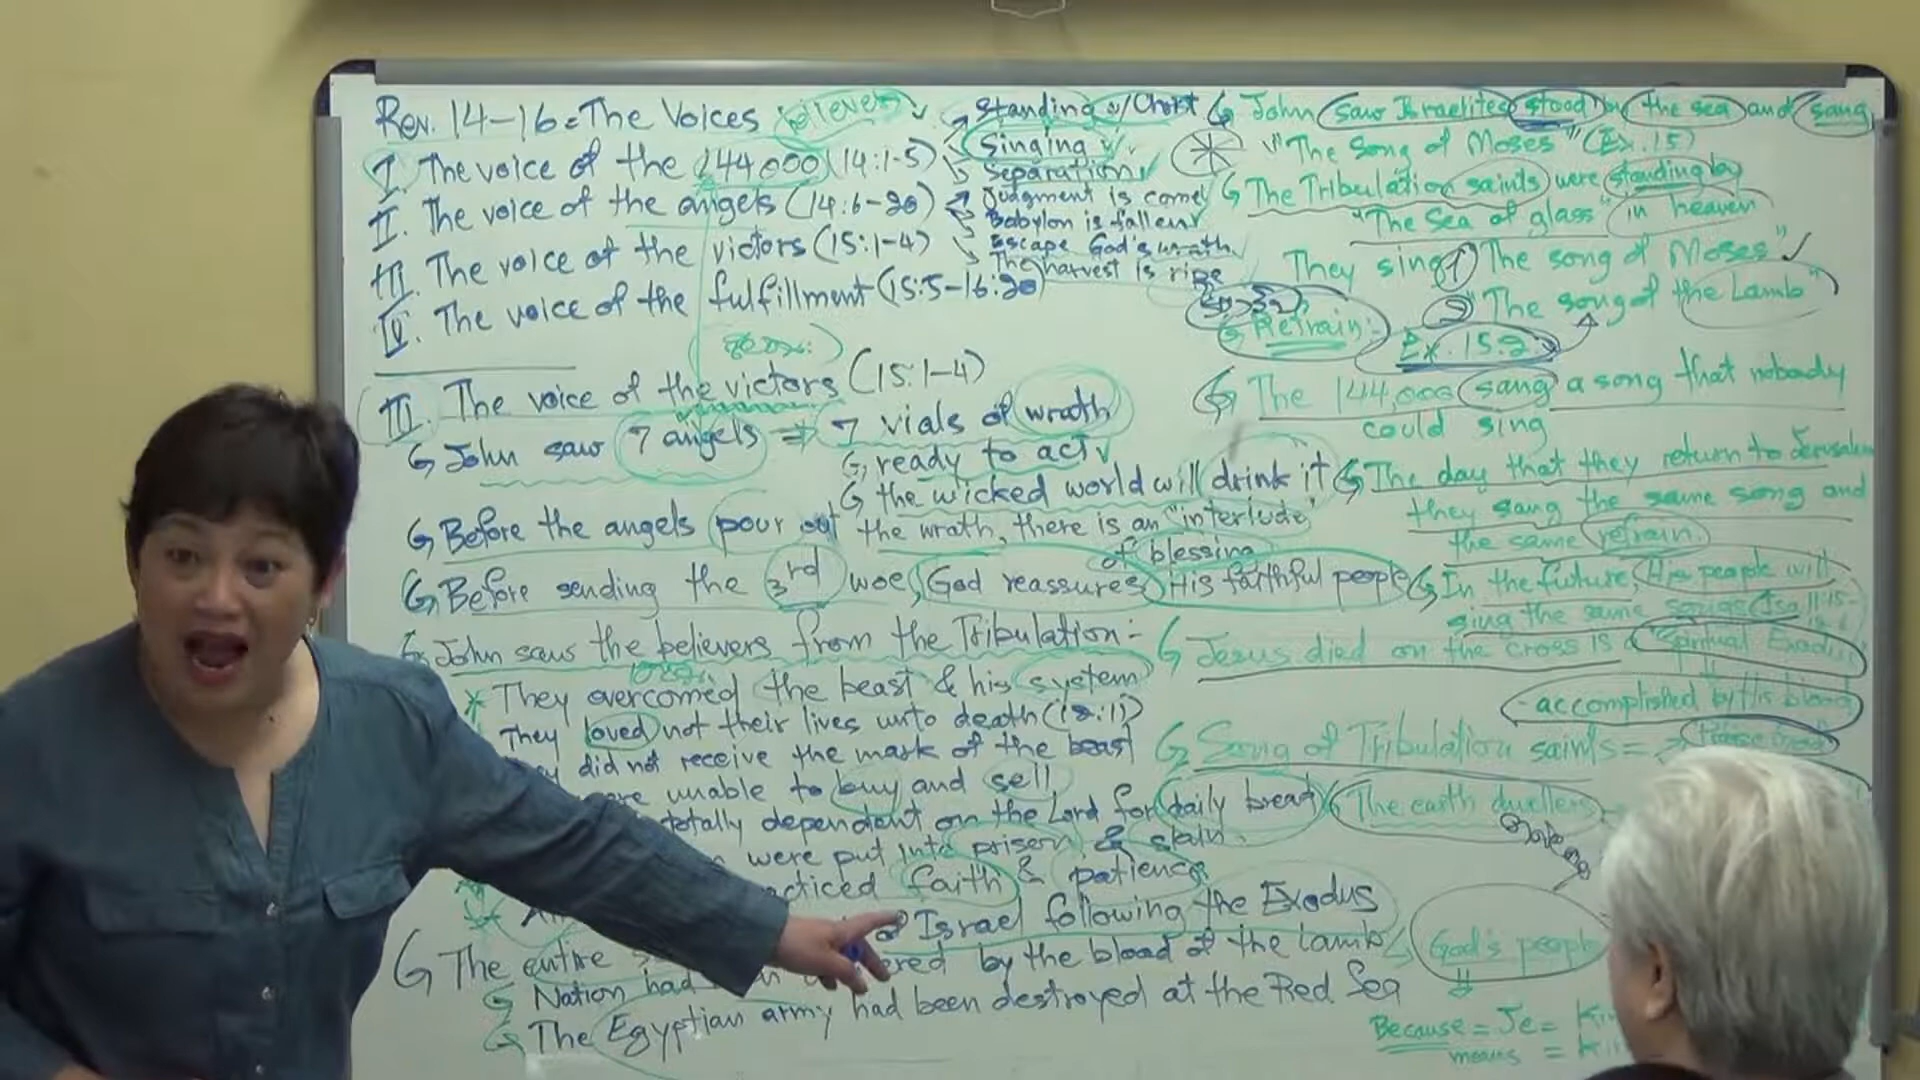 Rev. 14-16 = The Voices believers
I. The voice of the 144,000 (14:1-5)
II. The voice of the angels (14:6-20)
III. The voice of the victors (15:1-4)
IV. The voice of the fulfillment (15:5-16:20)
Standing w/ Christ
Singing
Separation
Judgment is come
Babylon is fallen
Escape God's wrath
The harvest is ripe
III. The voice of the victors (15:1-4)
John saw 7 angels ⇒ 7 vials of wrath
ready to act
the wicked world will drink it
Before the angels pour out the wrath, there is an "interlude"
of blessing
Before sending the 3rd woe, God reassures His faithful people
John saw the believers from the Tribulation:-
They overcomed the beast & his system
They loved not their lives unto death (12:11)
did not receive the mark of the beast
unable to buy and sell
totally dependent on the Lord for daily bread
were put into prison & slain.
faith & patience
Israel following the Exodus
The entire
by the blood of the lamb
Nation had
The Egyptian army had been destroyed at the Red Sea
John saw Israelites stood by the sea and sang
"The Song of Moses" (Ex. 15)
The Tribulation saints were standing by
"The Sea of glass" in heaven
They sing ① "The song of Moses"
② "The song of the Lamb"
Refrain:-
Ex. 15:2
The 144,000 sang a song that nobody
could sing
The day that they return to Jerusalem
they sang the same song and
the same refrain.
In the future, His people will
sing the same songs
Jesus died on the cross is a "Spiritual Exodus"
- accomplished by His blood
Song of Tribulation saints =
The earth dwellers
God's people
Because = Je =
means =